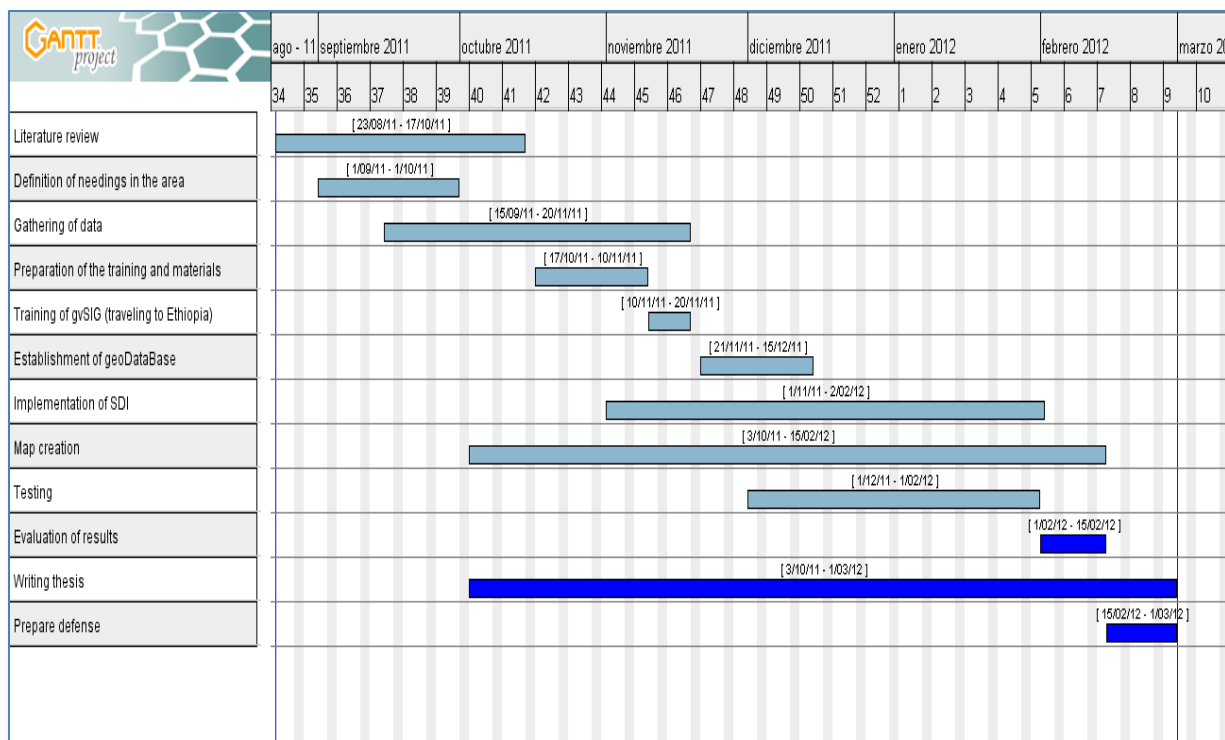 GANTT
project
ago - 11 septiembre 2011 octubre 2011 noviembre 2011 diciembre 2011 enero 2012 febrero 2012 marzo 20
34 35 36 37 38 39 40 41 42 43 44 45 46 47 48 49 50 51 52 1 2 3 4 5 6 7 8 9 10
Literature review [ 23/08/11 - 17/10/11 ]
Definition of needings in the area [ 1/09/11 - 1/10/11 ]
Gathering of data [ 15/09/11 - 20/11/11 ]
Preparation of the training and materials [ 17/10/11 - 10/11/11 ]
Training of gvSIG (traveling to Ethiopia) [ 10/11/11 - 20/11/11 ]
Establishment of geoDataBase [ 21/11/11 - 15/12/11 ]
Implementation of SDI [ 1/11/11 - 2/02/12 ]
Map creation [ 3/10/11 - 15/02/12 ]
Testing [ 1/12/11 - 1/02/12 ]
Evaluation of results [ 1/02/12 - 15/02/12 ]
Writing thesis [ 3/10/11 - 1/03/12 ]
Prepare defense [ 15/02/12 - 1/03/12 ]